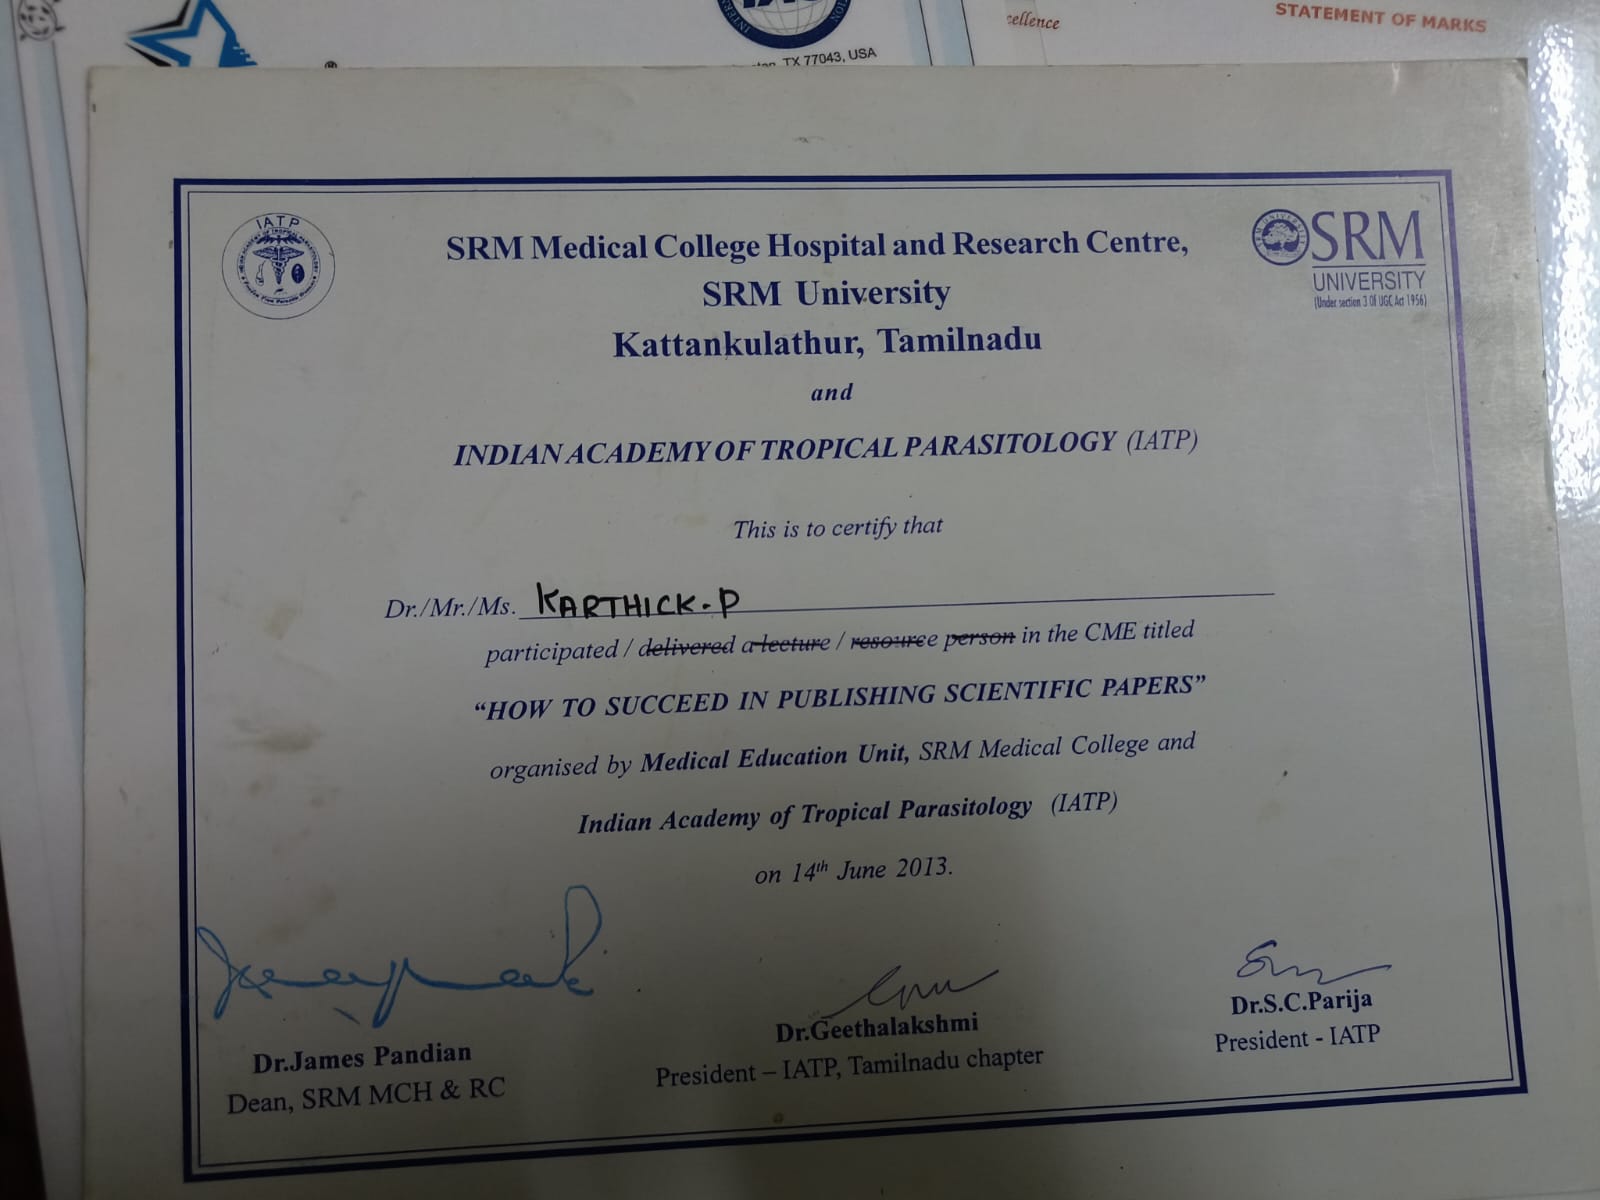 TX 77043, USA
cellence
STATEMENT OF MARKS
IATP
SRM
UNIVERSITY
(Under section 3 Of UGC Act 1956)
SRM Medical College Hospital and Research Centre,
SRM University
Kattankulathur, Tamilnadu
and
INDIAN ACADEMY OF TROPICAL PARASITOLOGY (IATP)
This is to certify that
Dr./Mr./Ms. KARTHICK.P
participated / delivered a lecture / resource person in the CME titled
“HOW TO SUCCEED IN PUBLISHING SCIENTIFIC PAPERS”
organised by Medical Education Unit, SRM Medical College and
Indian Academy of Tropical Parasitology (IATP)
on 14th June 2013.
Dr.James Pandian
Dean, SRM MCH & RC
Dr.Geethalakshmi
President – IATP, Tamilnadu chapter
Dr.S.C.Parija
President - IATP